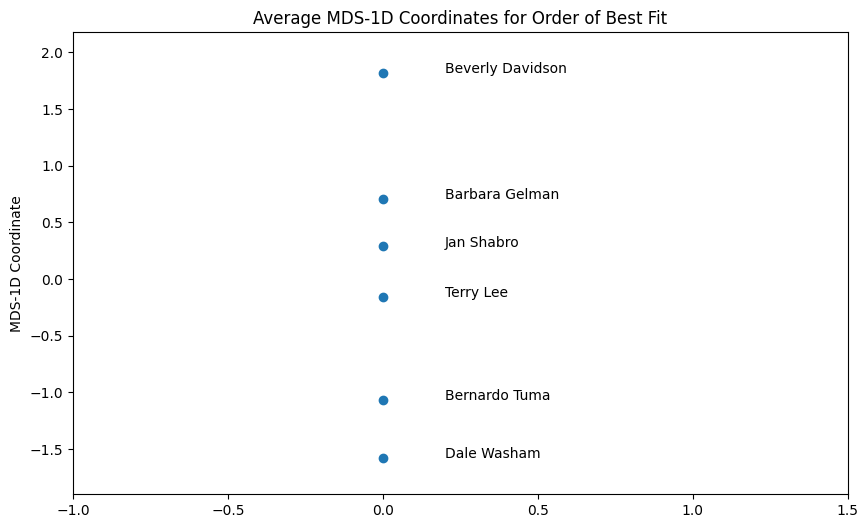 Average MDS-1D Coordinates for Order of Best Fit
2.0
Beverly Davidson
1.5
1.0
Barbara Gelman
0.5
Jan Shabro
0.0
Terry Lee
−0.5
−1.0
Bernardo Tuma
−1.5
Dale Washam
MDS-1D Coordinate
−1.0 −0.5 0.0 0.5 1.0 1.5